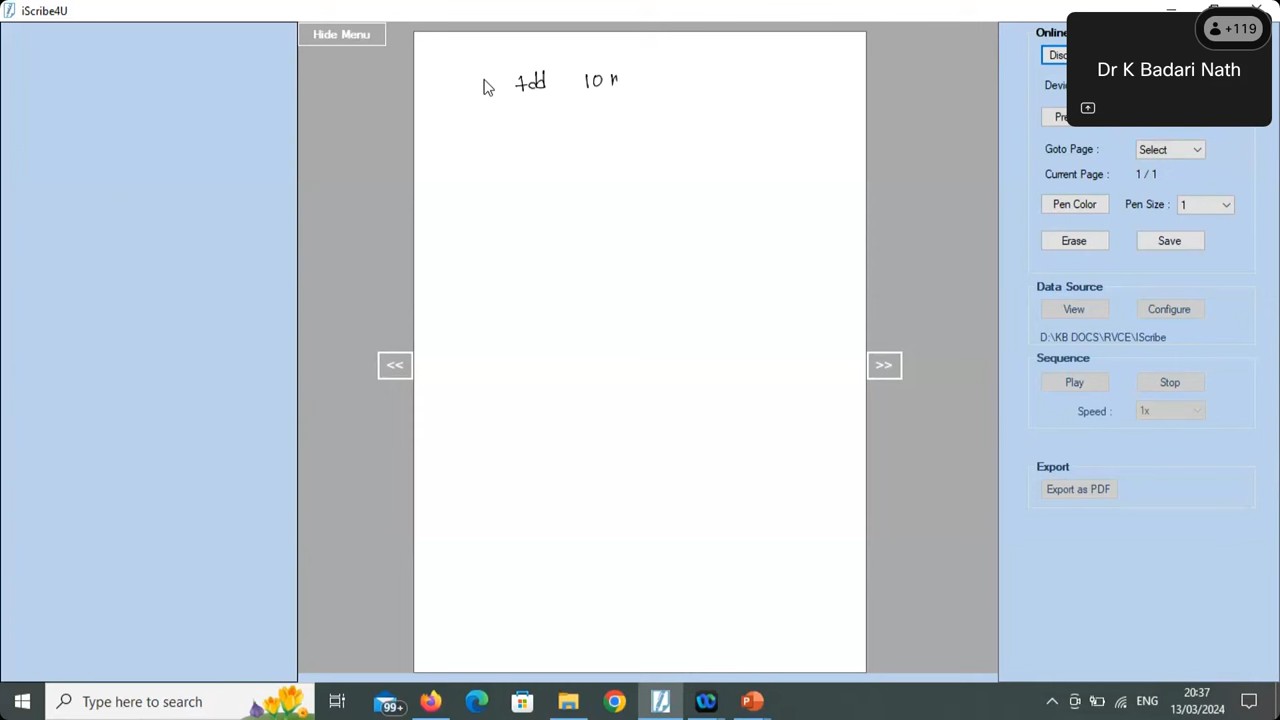 iScribe4U
Hide Menu
Online
+119
Dr K Badari Nath
Goto Page :
Select
Current Page :
1 / 1
Pen Color
Pen Size :
1
Erase
Save
Data Source
View
Configure
D:\KB DOCS\RVCE\IScribe
Sequence
Play
Stop
Speed :
1x
Export
Export as PDF
Add 10 n
<<
>>
Type here to search
99+
ENG
20:37
13/03/2024